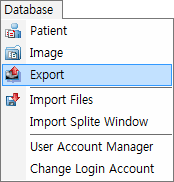 Database
Patient
Image
Export
Import Files
Import Splite Window
User Account Manager
Change Login Account